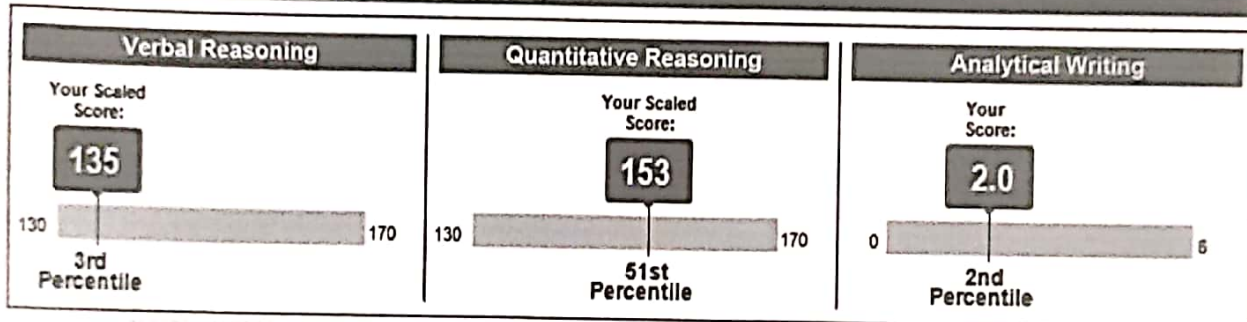 Verbal Reasoning
Your Scaled
Score:
135
130
170
3rd
Percentile
Quantitative Reasoning
Your Scaled
Score:
153
130
170
51st
Percentile
Analytical Writing
Your
Score:
2.0
0
6
2nd
Percentile